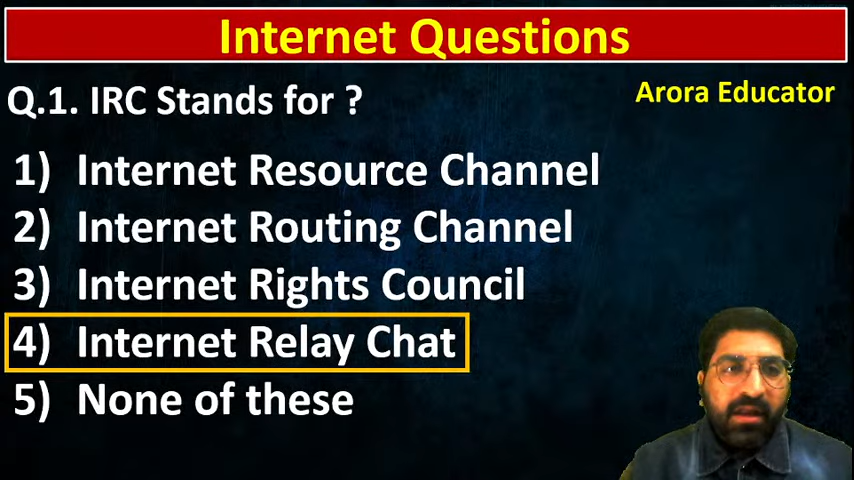 Internet Questions
Q.1. IRC Stands for ?
Arora Educator
1) Internet Resource Channel
2) Internet Routing Channel
3) Internet Rights Council
4) Internet Relay Chat
5) None of these